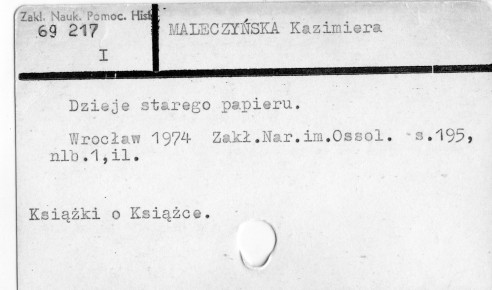 Zakł. Nauk. Pomoc. Hist
69 217
I
MALECZYŃSKA Kazimiera
Dzieje starego papieru.
Wrocław 1974 Zakł.Nar.im.Ossol. s.195,
nlb.1,il.
Książki o Książce.